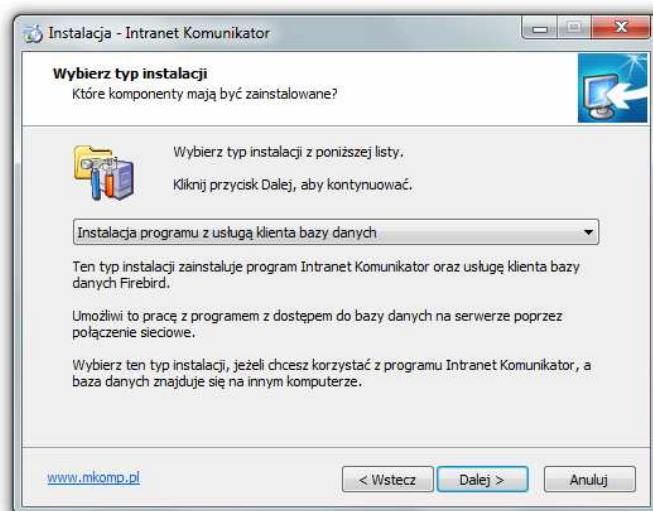 Instalacja - Intranet Komunikator
Wybierz typ instalacji
Które komponenty mają być zainstalowane?
Wybierz typ instalacji z poniższej listy.
Kliknij przycisk Dalej, aby kontynuować.
Instalacja programu z usługą klienta bazy danych
Ten typ instalacji zainstaluje program Intranet Komunikator oraz usługę klienta bazy
danych Firebird.
Umożliwi to pracę z programem z dostępem do bazy danych na serwerze poprzez
połączenie sieciowe.
Wybierz ten typ instalacji, jeżeli chcesz korzystać z programu Intranet Komunikator, a
baza danych znajduje się na innym komputerze.
www.mkomp.pl
< Wstecz
Dalej >
Anuluj